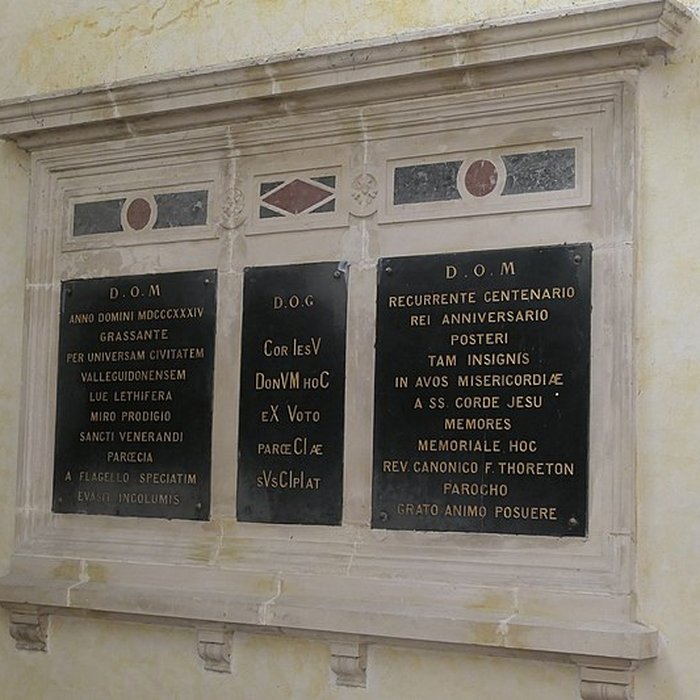 D.O.M
ANNO DOMINI MDCCCXXXIV
GRASSANTE
PER UNIVERSAM CIVITATEM
VALLEGUIDONENSEM
LUE LETHIFERA
MIRO PRODIGIO
SANCTI VENERANDI
PARŒCIA
A FLAGELLO SPECIATIM
EVASIT INCOLUMIS
D.O.G
Cor IesV
DonVM hoC
eX Voto
parœCIÆ
sVsCIpIat
D.O.M
RECURRENTE CENTENARIO
REI ANNIVERSARIO
POSTERI
TAM INSIGNIS
IN AVOS MISERICORDIÆ
A SS. CORDE JESU
MEMORES
MEMORIALE HOC
REV. CANONICO F. THORETON
PAROCHO
GRATO ANIMO POSUERE